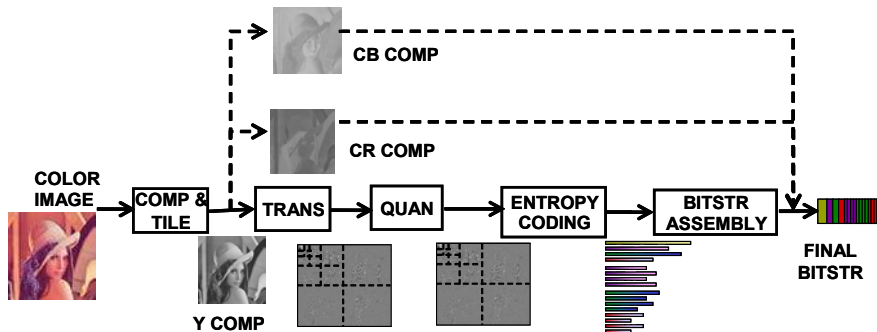 CB COMP
CR COMP
COLOR
IMAGE
COMP &
TILE
TRANS
QUAN
ENTROPY
CODING
BITSTR
ASSEMBLY
FINAL
BITSTR
Y COMP